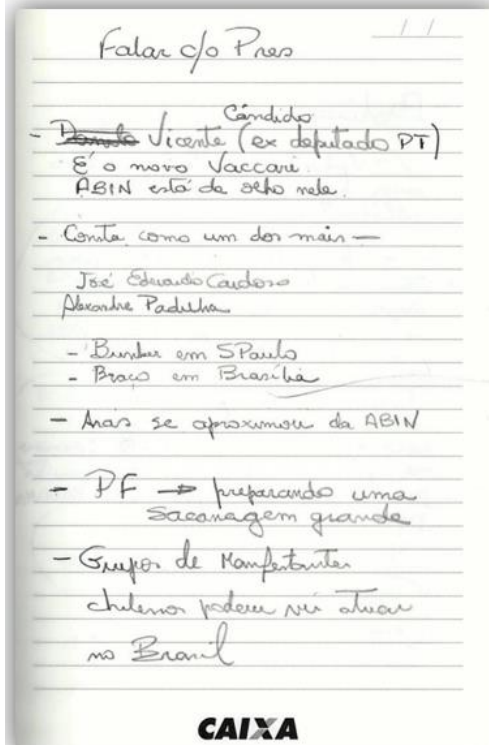 / /
Falar c/o Pres
Cândido
- Vicente (ex deputado PT)
É o novo Vaccari.
ABIN está de olho nele.
- Consta como um dos mais —
José Eduardo Cardoso
Alexandre Padilha
- Bunker em SPaulo
- Braço em Brasília
- se aproximou da ABIN
- PF → preparando uma
sacanagem grande
- Grupos de Manifestantes
chilenos podem vir atuar
no Brasil
CAIXA